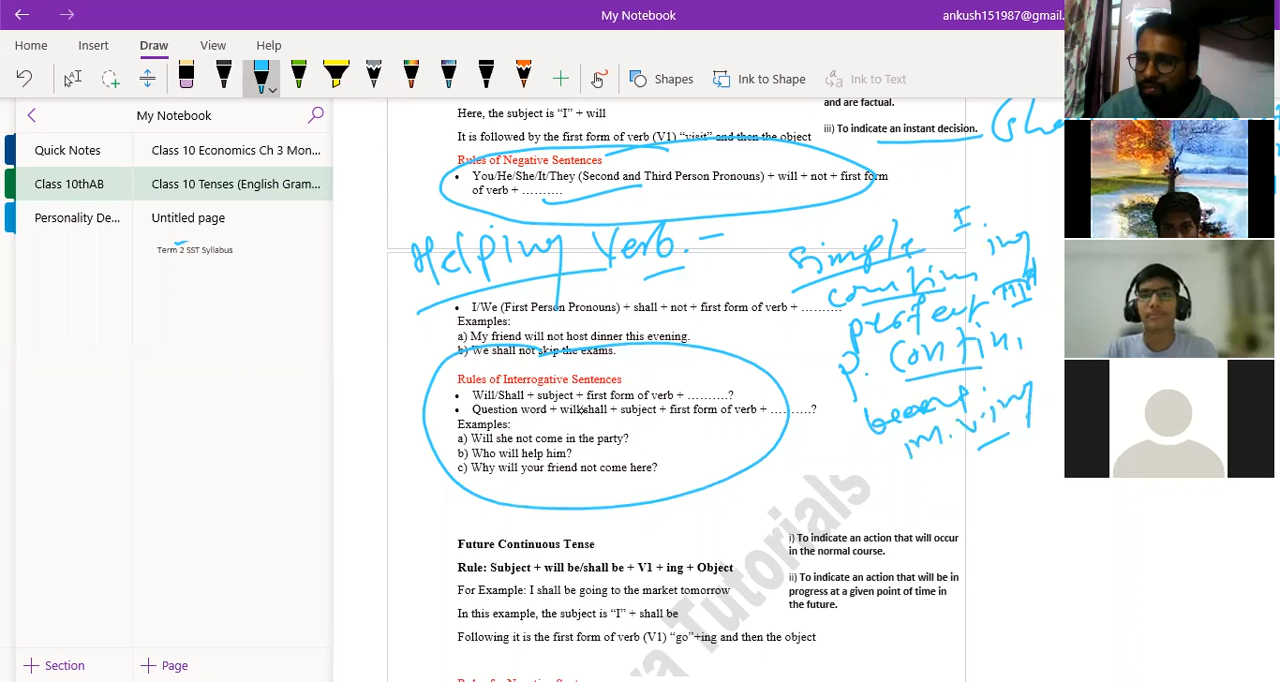 My Notebook
ankush151987@gmail.
Home Insert Draw View Help
Shapes
Ink to Shape
Ink to Text
My Notebook
Quick Notes
Class 10thAB
Personality De...
Class 10 Economics Ch 3 Mon...
Class 10 Tenses (English Gram...
Untitled page
Term 2 SST Syllabus
Section
Page
Here, the subject is “I” + will
It is followed by the first form of verb (V1) “visit” and then the object
Rules of Negative Sentences
• You/He/She/It/They (Second and Third Person Pronouns) + will + not + first form
of verb + ……….
and are factual.
iii) To indicate an instant decision.
Helping Verb. –
• I/We (First Person Pronouns) + shall + not + first form of verb + ……….
Examples:
a) My friend will not host dinner this evening.
b) We shall not skip the exams.
Simple I
contin ing
perfect III
P. Contin.
ing
Rules of Interrogative Sentences
• Will/Shall + subject + first form of verb + ……….?
• Question word + will/shall + subject + first form of verb + ……….?
Examples:
a) Will she not come in the party?
b) Who will help him?
c) Why will your friend not come here?
Future Continuous Tense
Rule: Subject + will be/shall be + V1 + ing + Object
For Example: I shall be going to the market tomorrow
In this example, the subject is “I” + shall be
Following it is the first form of verb (V1) “go”+ing and then the object
i) To indicate an action that will occur
in the normal course.
ii) To indicate an action that will be in
progress at a given point of time in
the future.
Tutorials